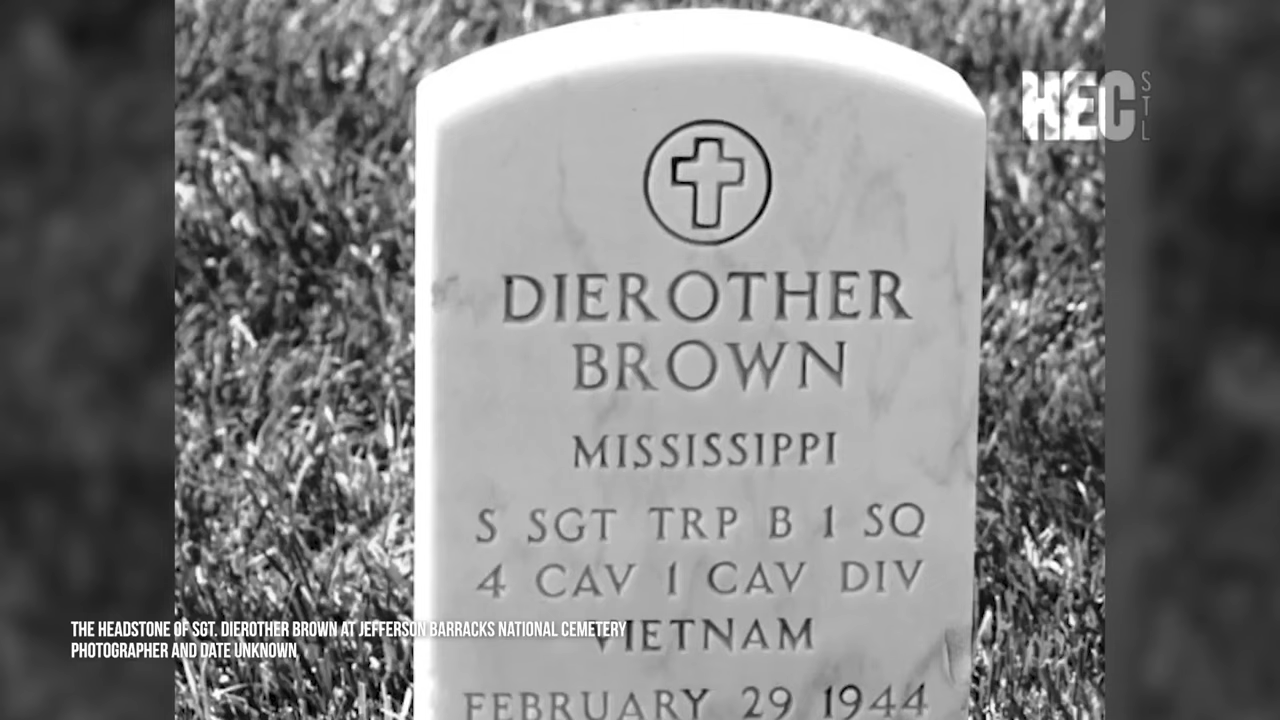 HEC
STL
DIEROTHER
BROWN
MISSISSIPPI
S SGT TRP B 1 SQ
4 CAV 1 CAV DIV
VIETNAM
FEBRUARY 29 1944
THE HEADSTONE OF SGT. DIEROTHER BROWN AT JEFFERSON BARRACKS NATIONAL CEMETERY
PHOTOGRAPHER AND DATE UNKNOWN